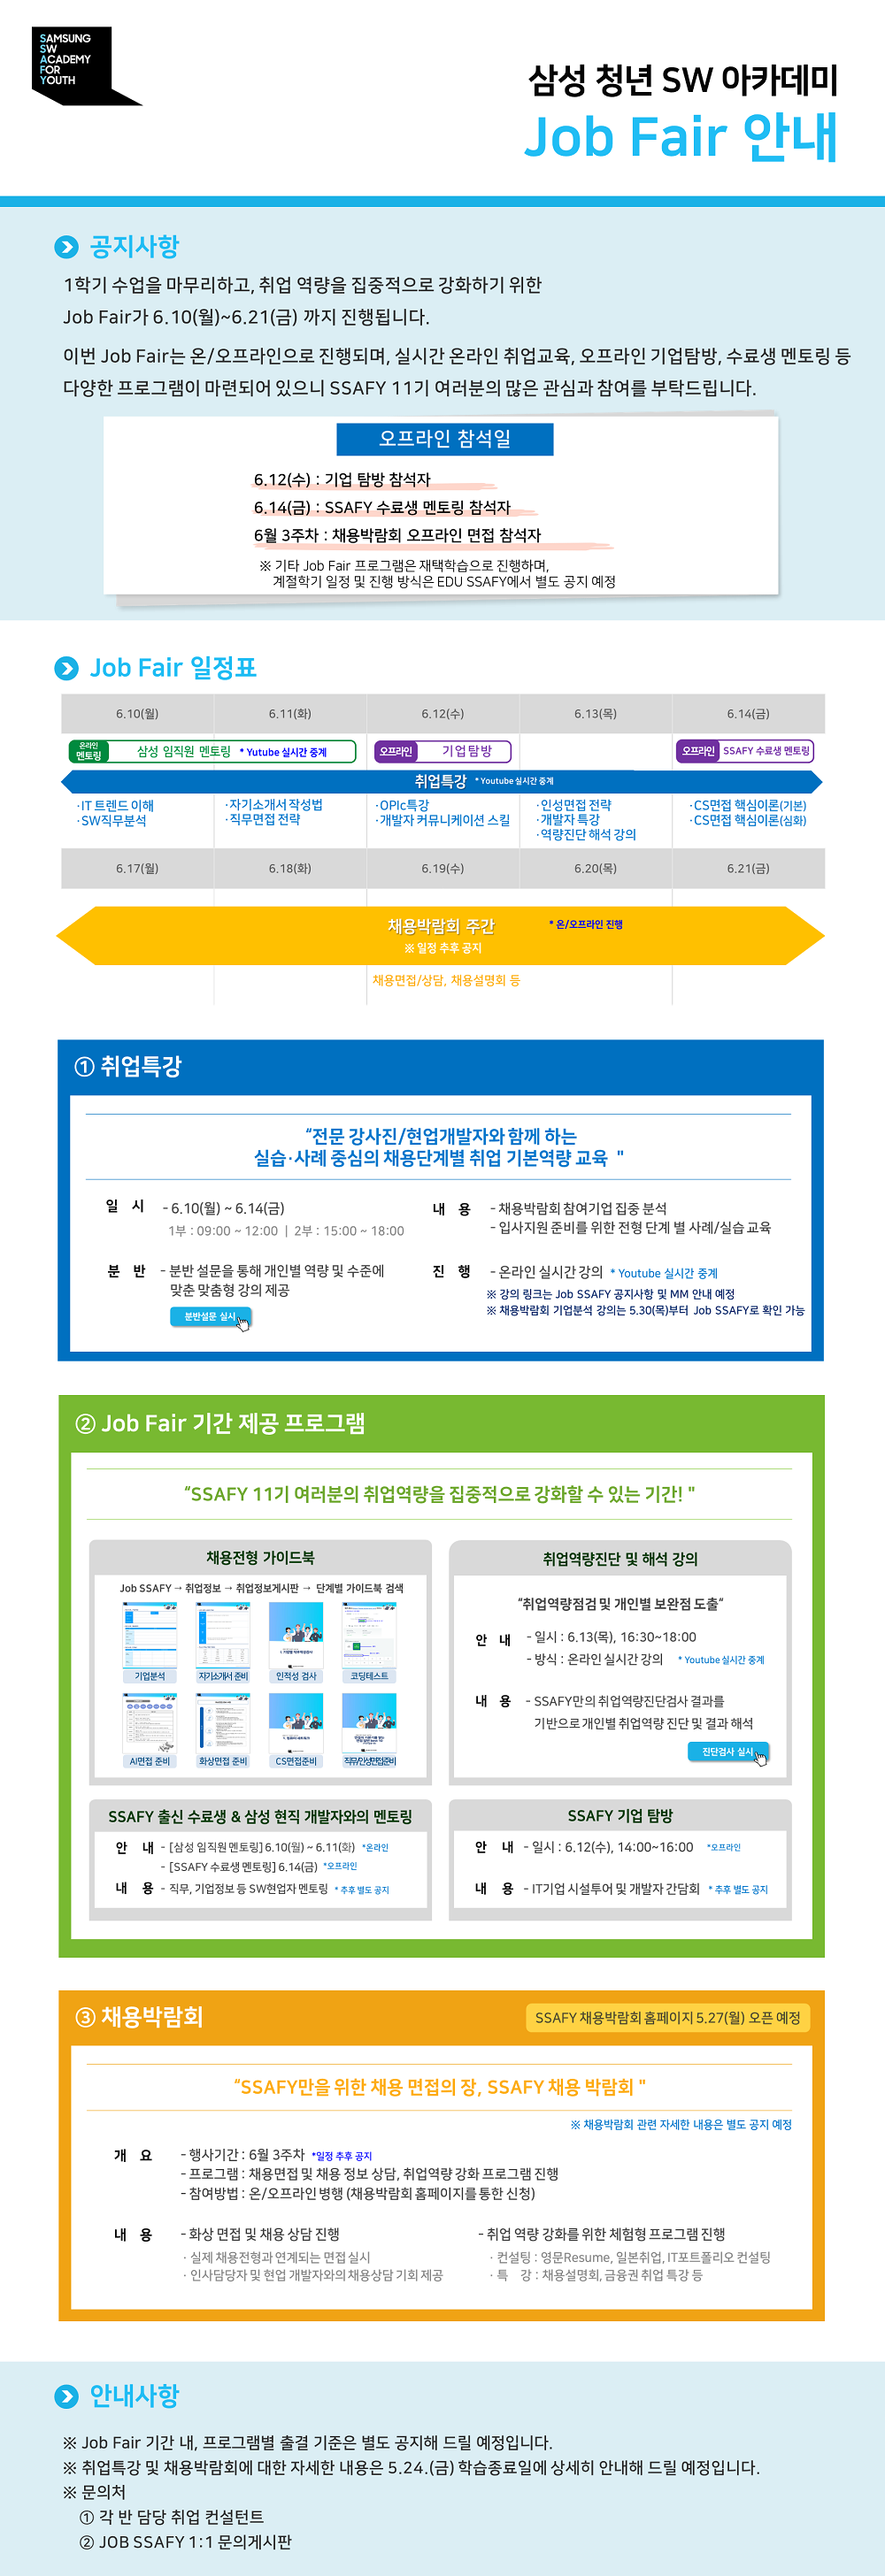 SAMSUNG
SW
ACADEMY
FOR
YOUTH
삼성 청년 SW 아카데미
Job Fair 안내
공지사항
1학기 수업을 마무리하고, 취업 역량을 집중적으로 강화하기 위한
Job Fair가 6.10(월)~6.21(금) 까지 진행됩니다.
이번 Job Fair는 온/오프라인으로 진행되며, 실시간 온라인 취업교육, 오프라인 기업탐방, 수료생 멘토링 등
다양한 프로그램이 마련되어 있으니 SSAFY 11기 여러분의 많은 관심과 참여를 부탁드립니다.
오프라인 참석일
6.12(수) : 기업 탐방 참석자
6.14(금) : SSAFY 수료생 멘토링 참석자
6월 3주차 : 채용박람회 오프라인 면접 참석자
※ 기타 Job Fair 프로그램은 재택학습으로 진행하며,
계절학기 일정 및 진행 방식은 EDU SSAFY에서 별도 공지 예정
Job Fair 일정표
6.10(월) 6.11(화) 6.12(수) 6.13(목) 6.14(금)
온라인 멘토링 삼성 임직원 멘토링 * Yutube 실시간 중계 오프라인 기업탐방 오프라인 SSAFY 수료생 멘토링
취업특강 * Youtube 실시간 중계
·IT 트렌드 이해 ·자기소개서 작성법 ·OPIc특강 ·인성면접 전략 ·CS면접 핵심이론(기본)
·SW직무분석 ·직무면접 전략 ·개발자 커뮤니케이션 스킬 ·개발자 특강 ·CS면접 핵심이론(심화)
·역량진단 해석 강의
6.17(월) 6.18(화) 6.19(수) 6.20(목) 6.21(금)
채용박람회 주간 * 온/오프라인 진행
※ 일정 추후 공지
채용면접/상담, 채용설명회 등
① 취업특강
“전문 강사진/현업개발자와 함께 하는
실습·사례 중심의 채용단계별 취업 기본역량 교육 "
일 시 - 6.10(월) ~ 6.14(금)
1부 : 09:00 ~ 12:00 | 2부 : 15:00 ~ 18:00
내 용 - 채용박람회 참여기업 집중 분석
- 입사지원 준비를 위한 전형 단계 별 사례/실습 교육
분 반 - 분반 설문을 통해 개인별 역량 및 수준에
맞춘 맞춤형 강의 제공
분반설문 실시
진 행 - 온라인 실시간 강의 * Youtube 실시간 중계
※ 강의 링크는 Job SSAFY 공지사항 및 MM 안내 예정
※ 채용박람회 기업분석 강의는 5.30(목)부터 Job SSAFY로 확인 가능
② Job Fair 기간 제공 프로그램
“SSAFY 11기 여러분의 취업역량을 집중적으로 강화할 수 있는 기간! "
채용전형 가이드북
Job SSAFY → 취업정보 → 취업정보게시판 → 단계별 가이드북 검색
기업분석 자기소개서 준비 인적성 검사 코딩테스트
AI면접 준비 화상면접 준비 CS면접준비 직무/인성면접준비
취업역량진단 및 해석 강의
“취업역량점검 및 개인별 보완점 도출“
안 내 - 일시 : 6.13(목), 16:30~18:00
- 방식 : 온라인 실시간 강의 * Youtube 실시간 중계
내 용 - SSAFY만의 취업역량진단검사 결과를
기반으로 개인별 취업역량 진단 및 결과 해석
진단검사 실시
SSAFY 출신 수료생 & 삼성 현직 개발자와의 멘토링
안 내 - [삼성 임직원 멘토링] 6.10(월) ~ 6.11(화) *온라인
- [SSAFY 수료생 멘토링] 6.14(금) *오프라인
내 용 - 직무, 기업정보 등 SW현업자 멘토링 * 추후 별도 공지
SSAFY 기업 탐방
안 내 - 일시 : 6.12(수), 14:00~16:00 *오프라인
내 용 - IT기업 시설투어 및 개발자 간담회 * 추후 별도 공지
③ 채용박람회
SSAFY 채용박람회 홈페이지 5.27(월) 오픈 예정
“SSAFY만을 위한 채용 면접의 장, SSAFY 채용 박람회 "
※ 채용박람회 관련 자세한 내용은 별도 공지 예정
개 요 - 행사기간 : 6월 3주차 *일정 추후 공지
- 프로그램 : 채용면접 및 채용 정보 상담, 취업역량 강화 프로그램 진행
- 참여방법 : 온/오프라인 병행 (채용박람회 홈페이지를 통한 신청)
내 용 - 화상 면접 및 채용 상담 진행
· 실제 채용전형과 연계되는 면접 실시
· 인사담당자 및 현업 개발자와의 채용상담 기회 제공
- 취업 역량 강화를 위한 체험형 프로그램 진행
· 컨설팅 : 영문Resume, 일본취업, IT포트폴리오 컨설팅
· 특 강 : 채용설명회, 금융권 취업 특강 등
안내사항
※ Job Fair 기간 내, 프로그램별 출결 기준은 별도 공지해 드릴 예정입니다.
※ 취업특강 및 채용박람회에 대한 자세한 내용은 5.24.(금) 학습종료일에 상세히 안내해 드릴 예정입니다.
※ 문의처
① 각 반 담당 취업 컨설턴트
② JOB SSAFY 1:1 문의게시판